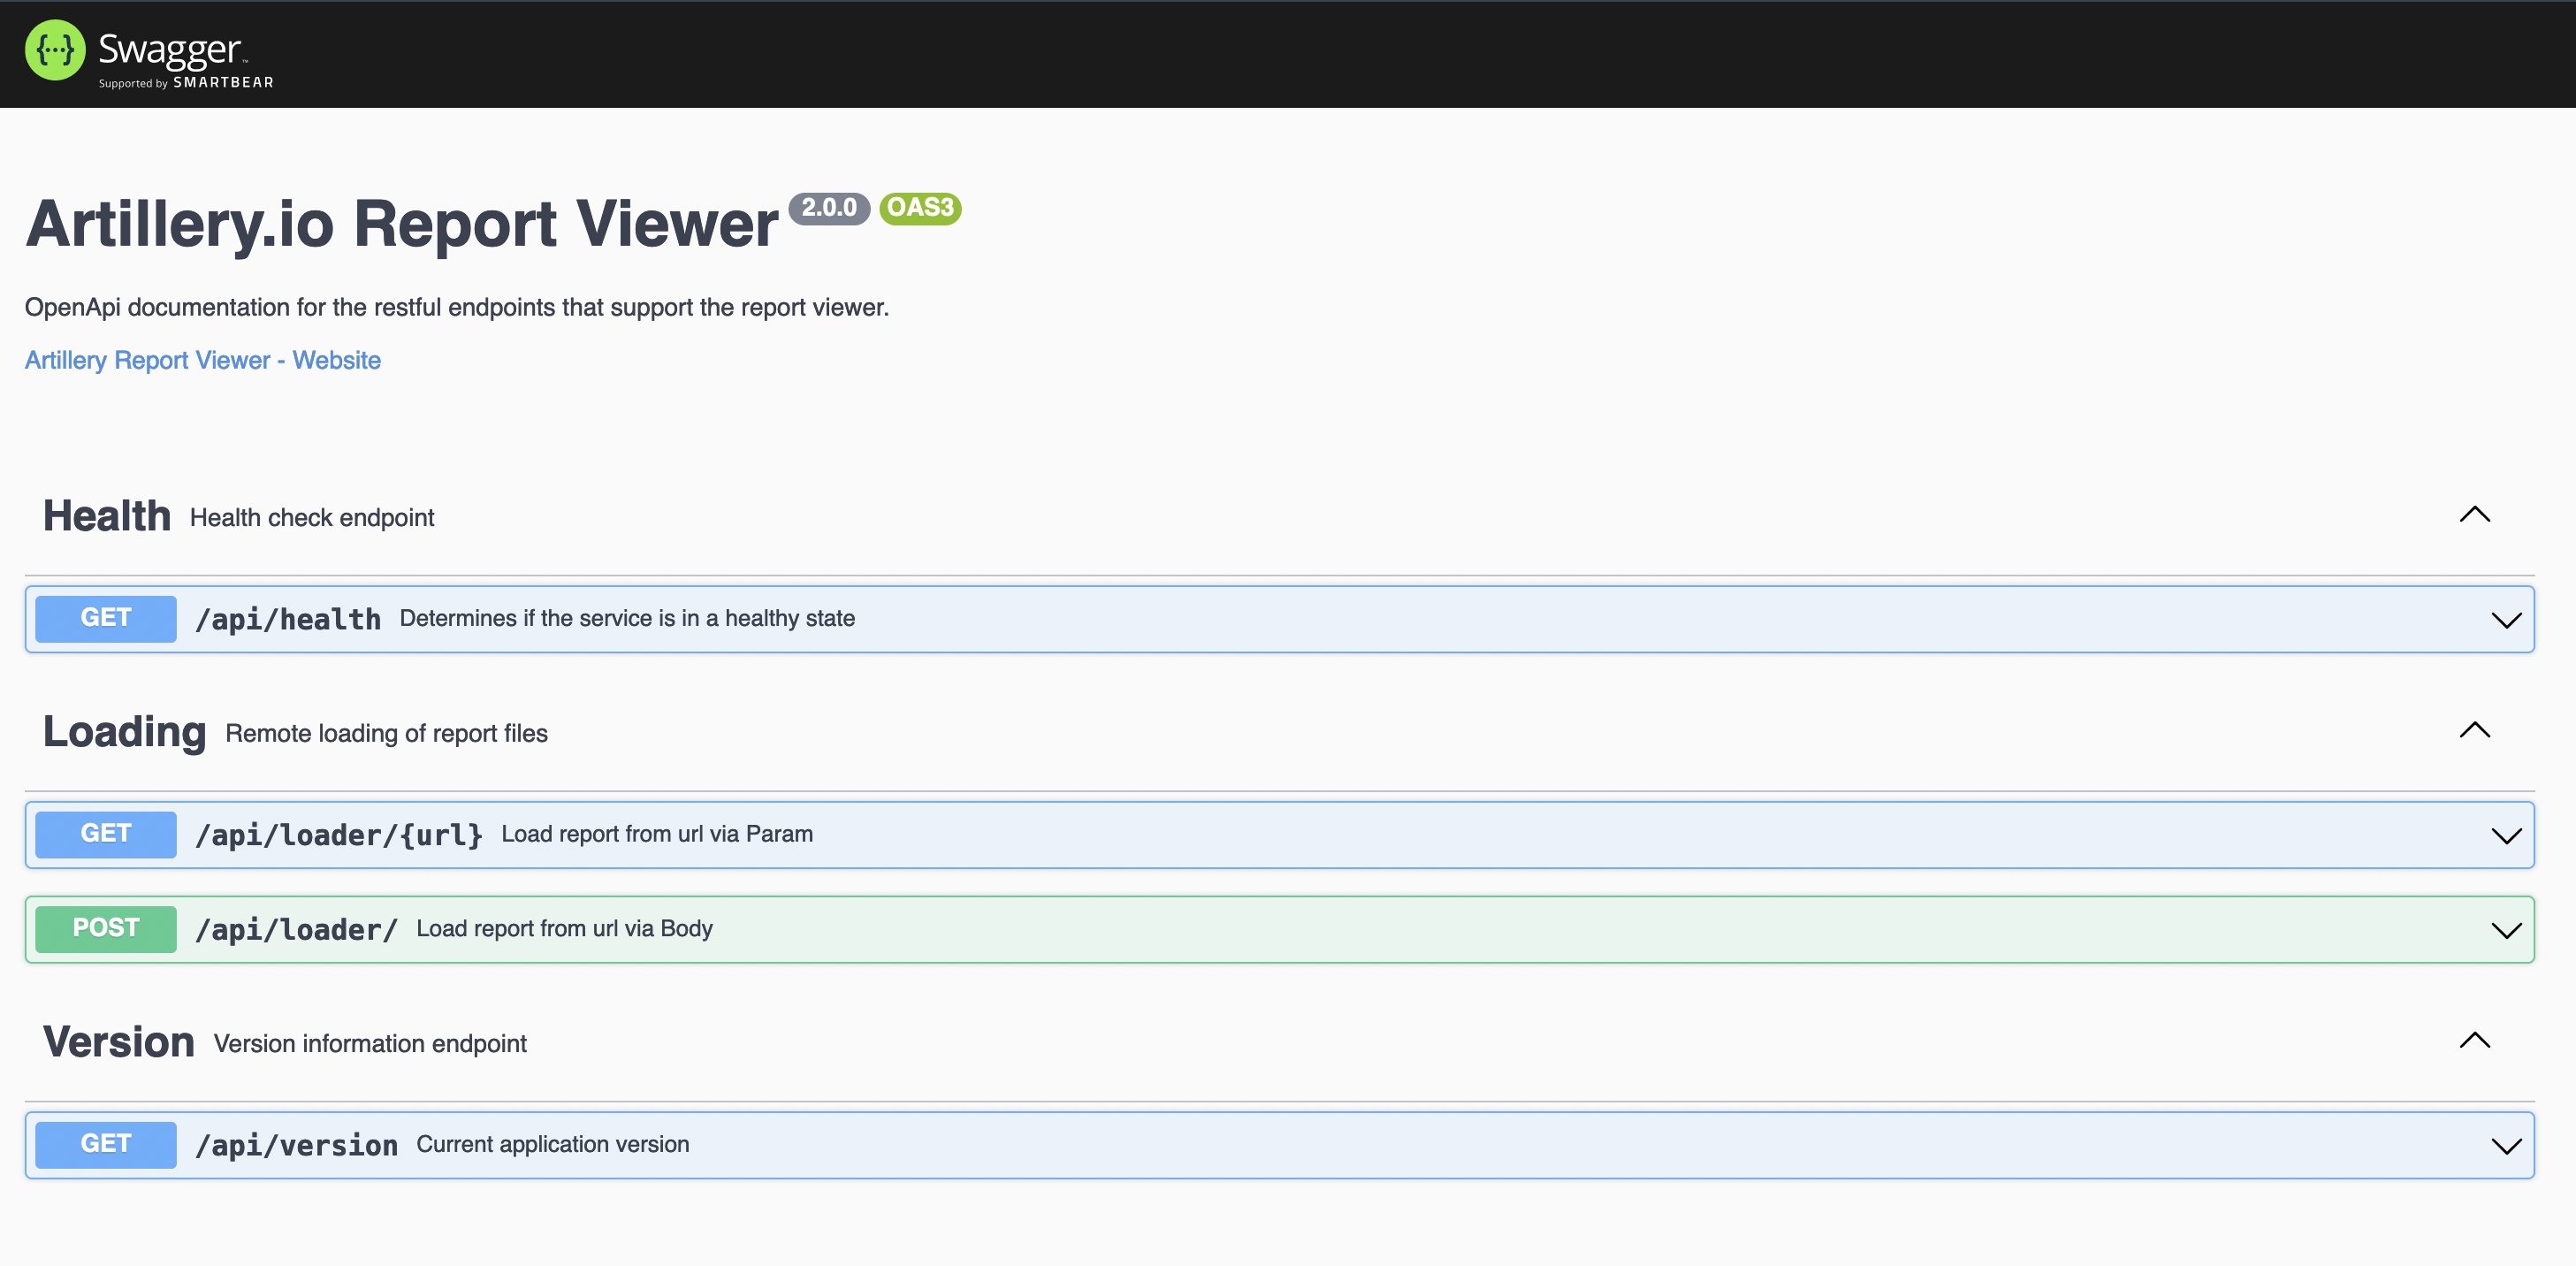 {···} Swagger™
Supported by SMARTBEAR
Artillery.io Report Viewer 2.0.0 OAS3
OpenApi documentation for the restful endpoints that support the report viewer.
Artillery Report Viewer - Website
Health Health check endpoint
GET /api/health Determines if the service is in a healthy state
Loading Remote loading of report files
GET /api/loader/{url} Load report from url via Param
POST /api/loader/ Load report from url via Body
Version Version information endpoint
GET /api/version Current application version